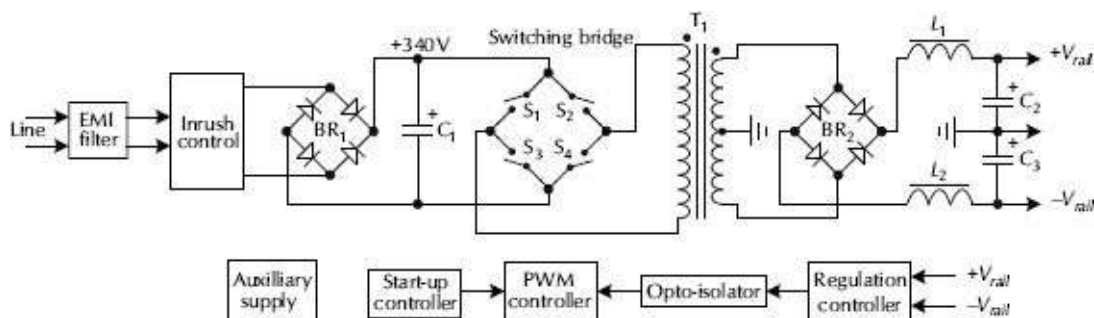 T1
+340V
Switching bridge
L1
+Vrail
Line
EMI
filter
Inrush
control
BR1
+
C1
S1
S2
S3
S4
BR2
+
C2
+
C3
L2
–Vrail
Auxilliary
supply
Start-up
controller
PWM
controller
Opto-isolator
Regulation
controller
+Vrail
–Vrail